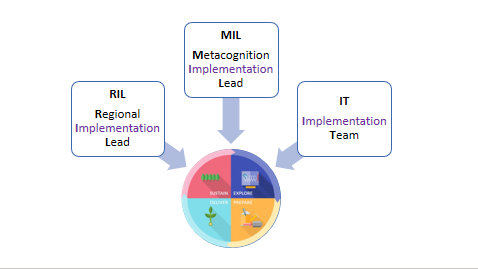 MIL
Metacognition
Implementation
Lead
RIL
Regional
Implementation
Lead
IT
Implementation
Team
SUSTAIN
EXPLORE
DELIVER
PREPARE